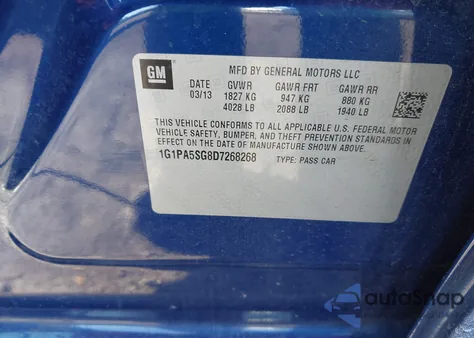 GM
MFD BY GENERAL MOTORS LLC
DATE GVWR GAWR FRT GAWR RR
03/13 1827 KG 947 KG 880 KG
4028 LB 2088 LB 1940 LB
THIS VEHICLE CONFORMS TO ALL APPLICABLE U.S. FEDERAL MOTOR
VEHICLE SAFETY, BUMPER, AND THEFT PREVENTION STANDARDS IN
EFFECT ON THE DATE OF MANUFACTURE SHOWN ABOVE.
1G1PA5SG8D7268268 TYPE: PASS CAR
autoSnap